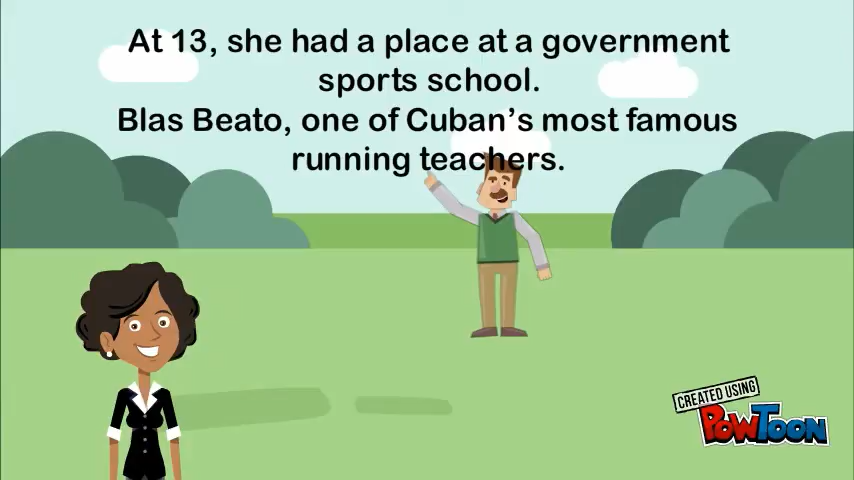 At 13, she had a place at a government
sports school.
Blas Beato, one of Cuban’s most famous
running teachers.
CREATED USING
POWTOON